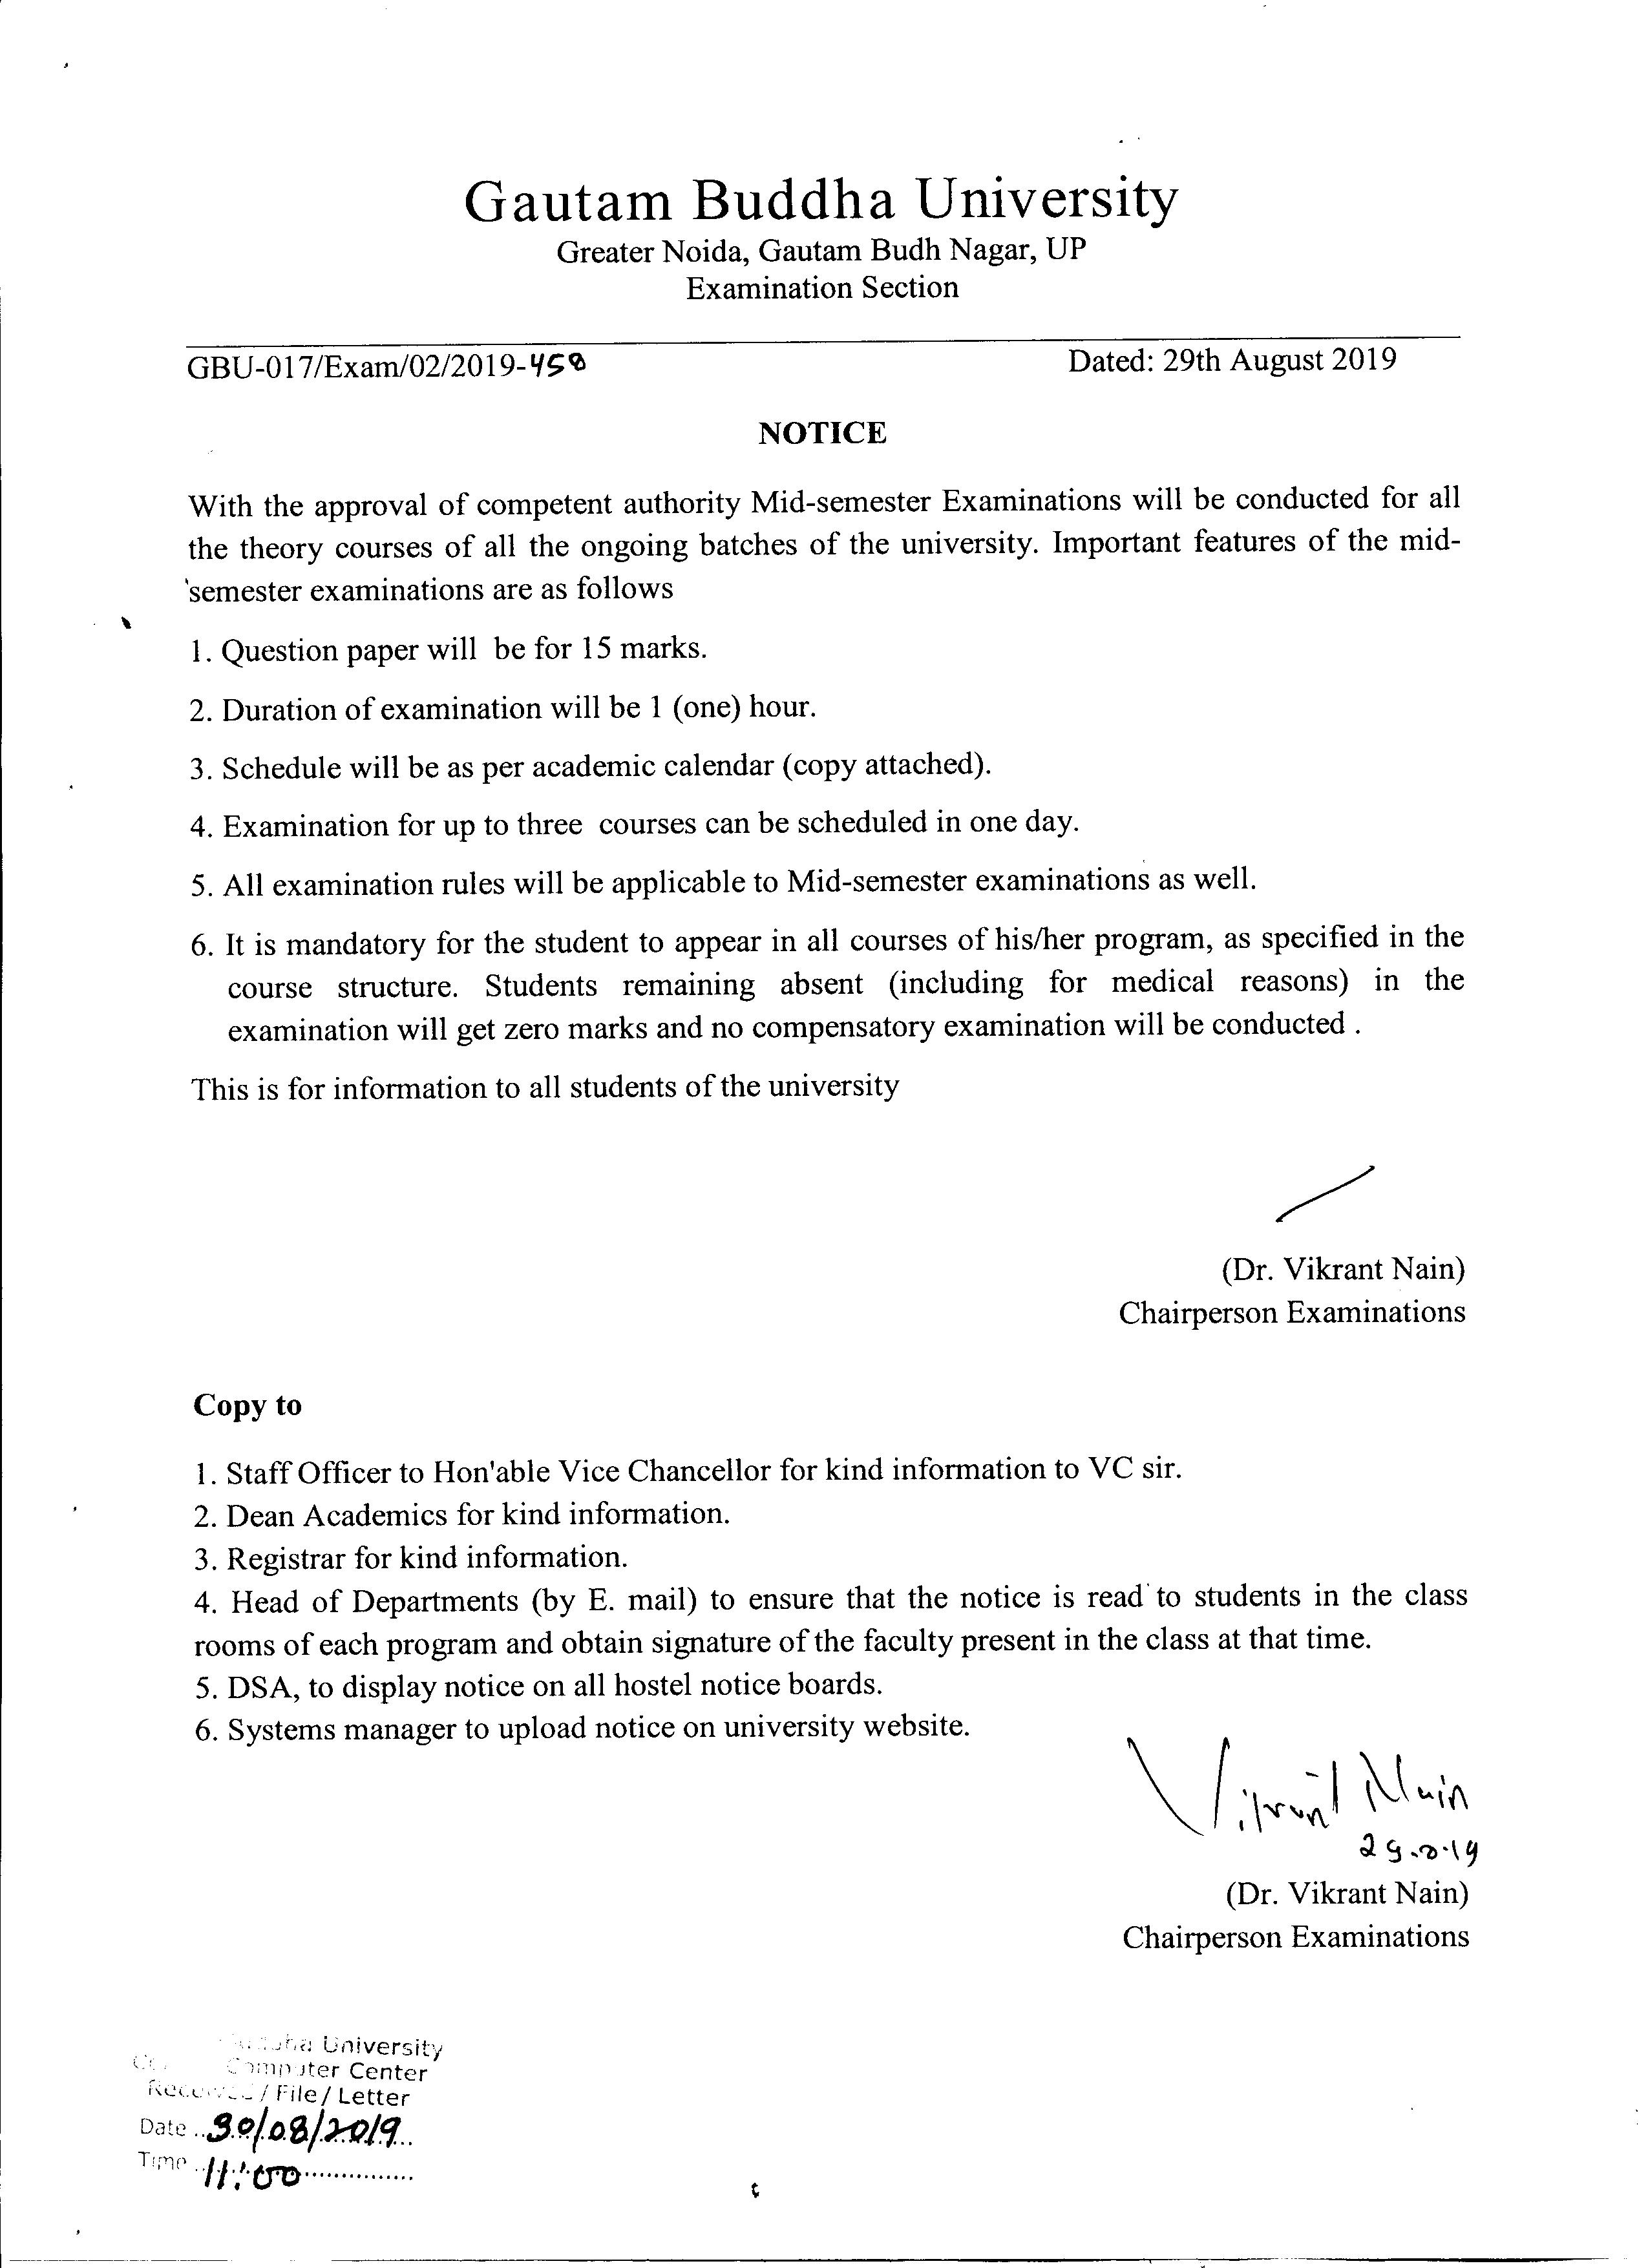 Gautam Buddha University
Greater Noida, Gautam Budh Nagar, UP
Examination Section
GBU-017/Exam/02/2019-458 Dated: 29th August 2019
NOTICE
With the approval of competent authority Mid-semester Examinations will be conducted for all
the theory courses of all the ongoing batches of the university. Important features of the mid-
semester examinations are as follows
1. Question paper will be for 15 marks.
2. Duration of examination will be 1 (one) hour.
3. Schedule will be as per academic calendar (copy attached).
4. Examination for up to three courses can be scheduled in one day.
5. All examination rules will be applicable to Mid-semester examinations as well.
6. It is mandatory for the student to appear in all courses of his/her program, as specified in the
course structure. Students remaining absent (including for medical reasons) in the
examination will get zero marks and no compensatory examination will be conducted .
This is for information to all students of the university
(Dr. Vikrant Nain)
Chairperson Examinations
Copy to
1. Staff Officer to Hon'able Vice Chancellor for kind information to VC sir.
2. Dean Academics for kind information.
3. Registrar for kind information.
4. Head of Departments (by E. mail) to ensure that the notice is read to students in the class
rooms of each program and obtain signature of the faculty present in the class at that time.
5. DSA, to display notice on all hostel notice boards.
6. Systems manager to upload notice on university website.
Vikrant Nain
29.8.19
(Dr. Vikrant Nain)
Chairperson Examinations
University
Computer Center
Received / File / Letter
Date 30/08/2019
Time 11:00